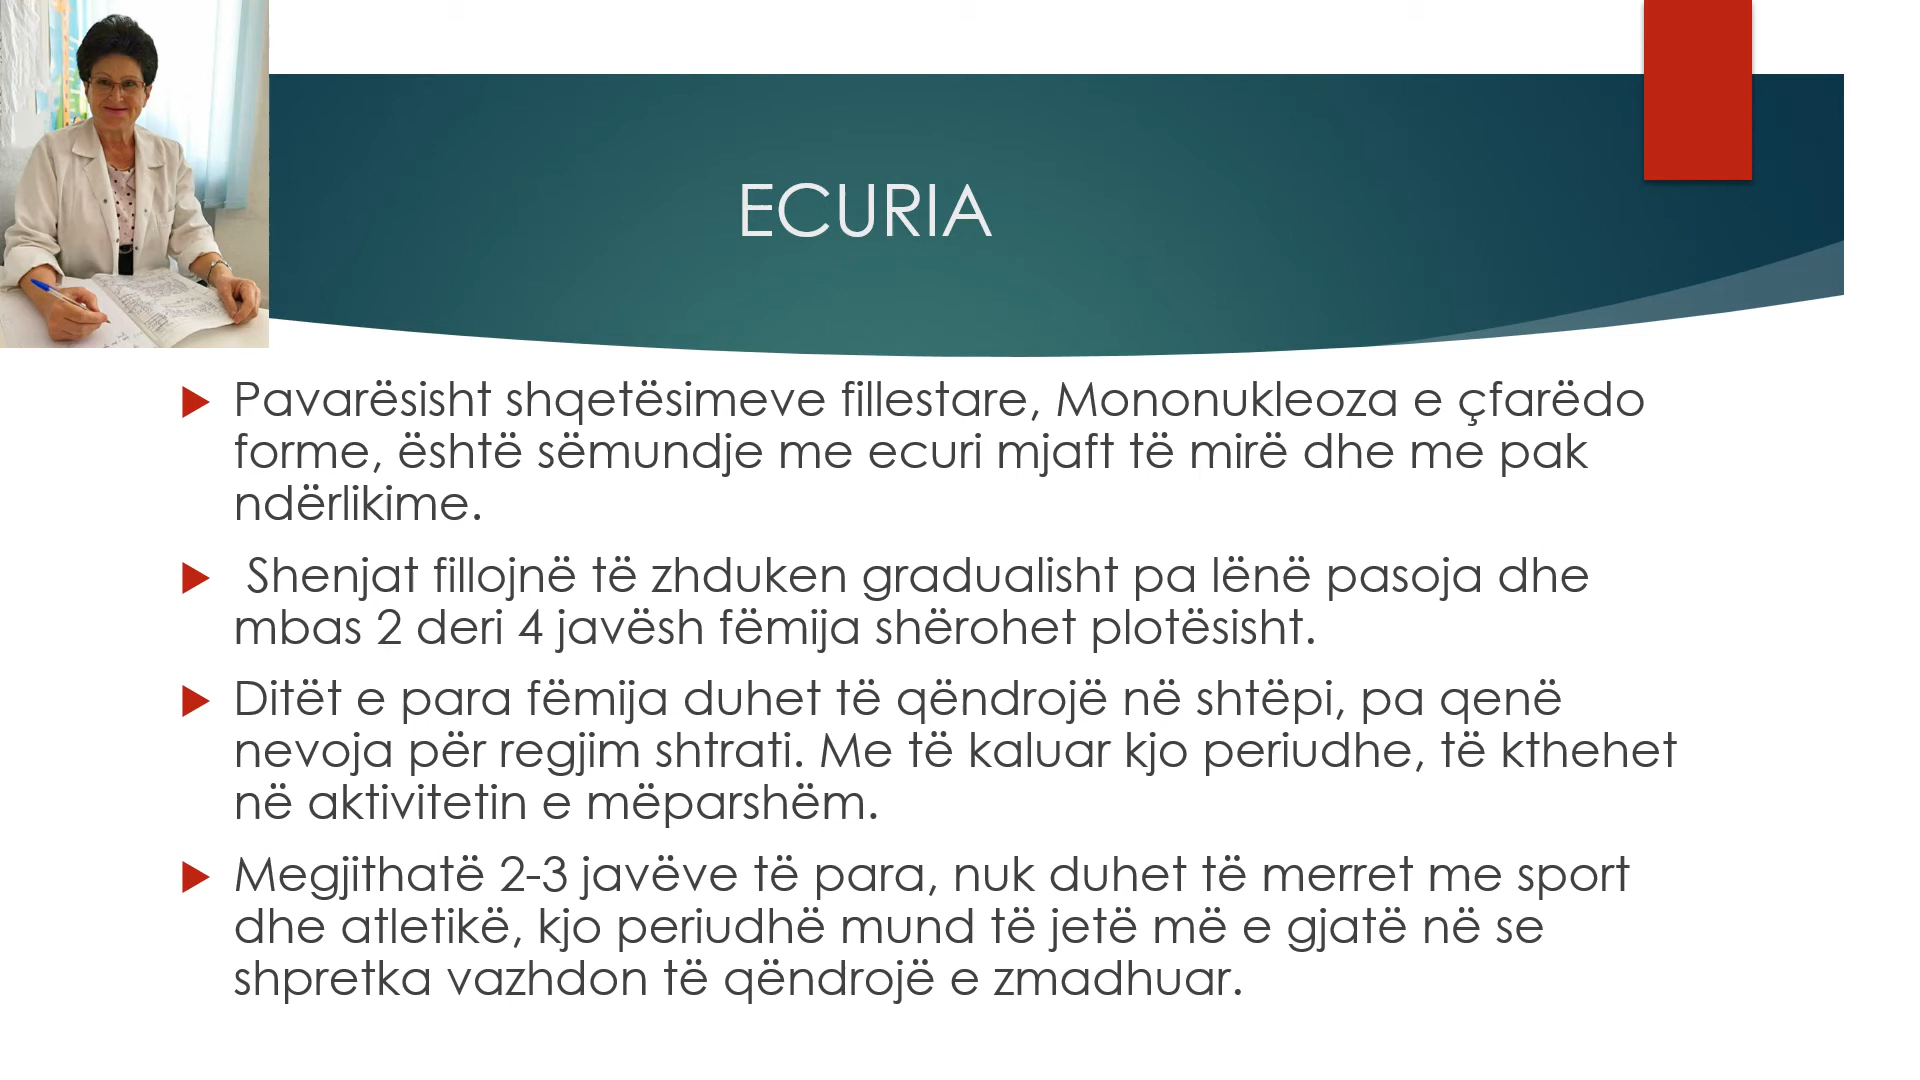 ECURIA
Pavarësisht shqetësimeve fillestare, Mononukleoza e çfarëdo
forme, është sëmundje me ecuri mjaft të mirë dhe me pak
ndërlikime.
Shenjat fillojnë të zhduken gradualisht pa lënë pasoja dhe
mbas 2 deri 4 javësh fëmija shërohet plotësisht.
Ditët e para fëmija duhet të qëndrojë në shtëpi, pa qenë
nevoja për regjim shtrati. Me të kaluar kjo periudhe, të kthehet
në aktivitetin e mëparshëm.
Megjithatë 2-3 javëve të para, nuk duhet të merret me sport
dhe atletikë, kjo periudhë mund të jetë më e gjatë në se
shpretka vazhdon të qëndrojë e zmadhuar.